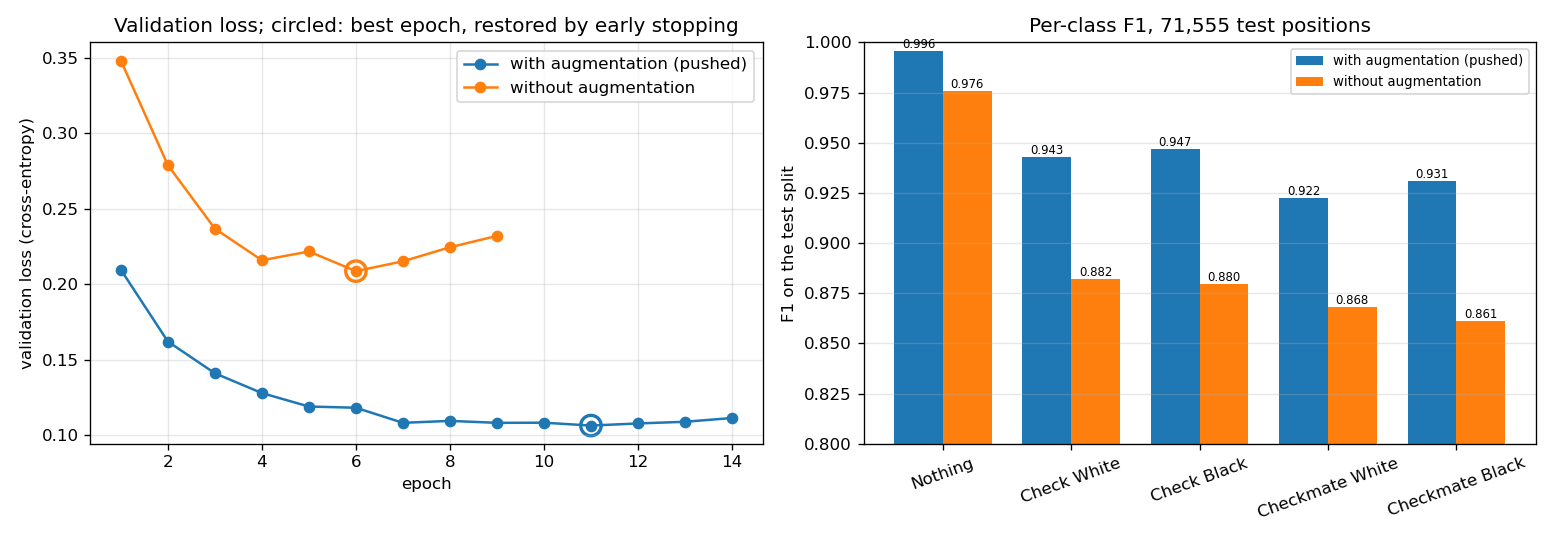 Validation loss; circled: best epoch, restored by early stopping
with augmentation (pushed)
without augmentation
validation loss (cross-entropy)
0.35
0.30
0.25
0.20
0.15
0.10
2 4 6 8 10 12 14
epoch
Per-class F1, 71,555 test positions
with augmentation (pushed)
without augmentation
F1 on the test split
1.000
0.975
0.950
0.925
0.900
0.875
0.850
0.825
0.800
0.996
0.976
0.943
0.882
0.947
0.880
0.922
0.868
0.931
0.861
Nothing
Check White
Check Black
Checkmate White
Checkmate Black